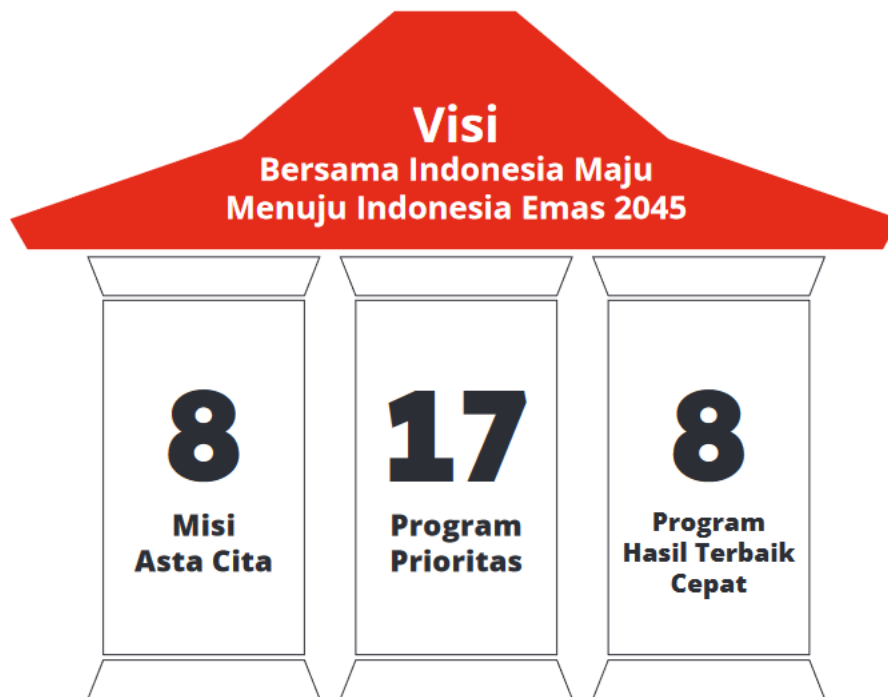 Visi
Bersama Indonesia Maju
Menuju Indonesia Emas 2045
8
Misi
Asta Cita
17
Program
Prioritas
8
Program
Hasil Terbaik
Cepat